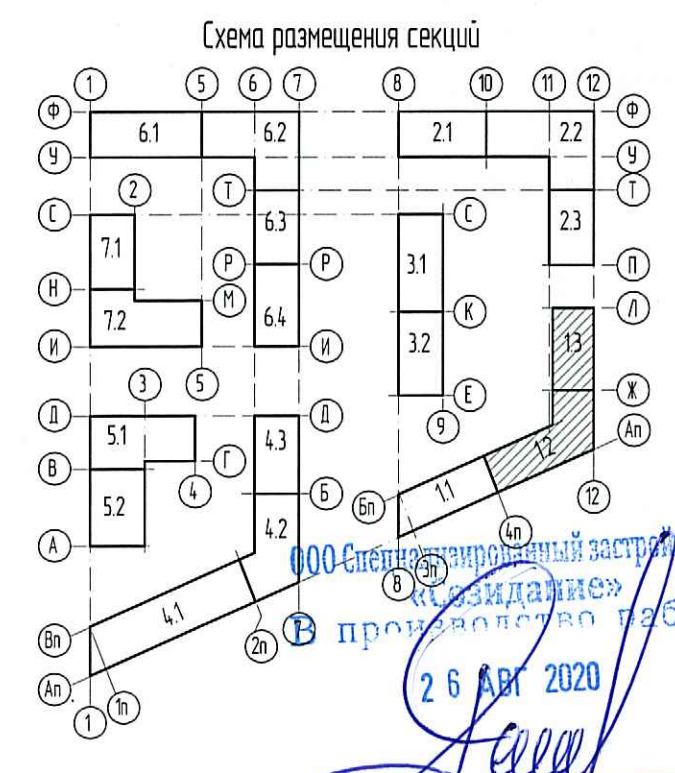 Схема размещения секций
1 5 6 7 8 10 11 12
Ф 6.1 6.2 2.1 2.2 Ф
У У
2 Т Т
С 7.1 6.3 С 2.3
Р Р 3.1 П
Н М К Л
7.2 6.4 3.2 1.3
И И
3 5 Е Ж
Д 5.1 Д 9
4.3 Ап
В Г 1.2
4 Б 1.1
5.2 Бп 12
А 4.2 4п
8 3п
ООО Специализированный застрой
«Созидание»
4.1
Вп 2п 7
В производство раб
Ап 26 АВГ 2020
1 1п